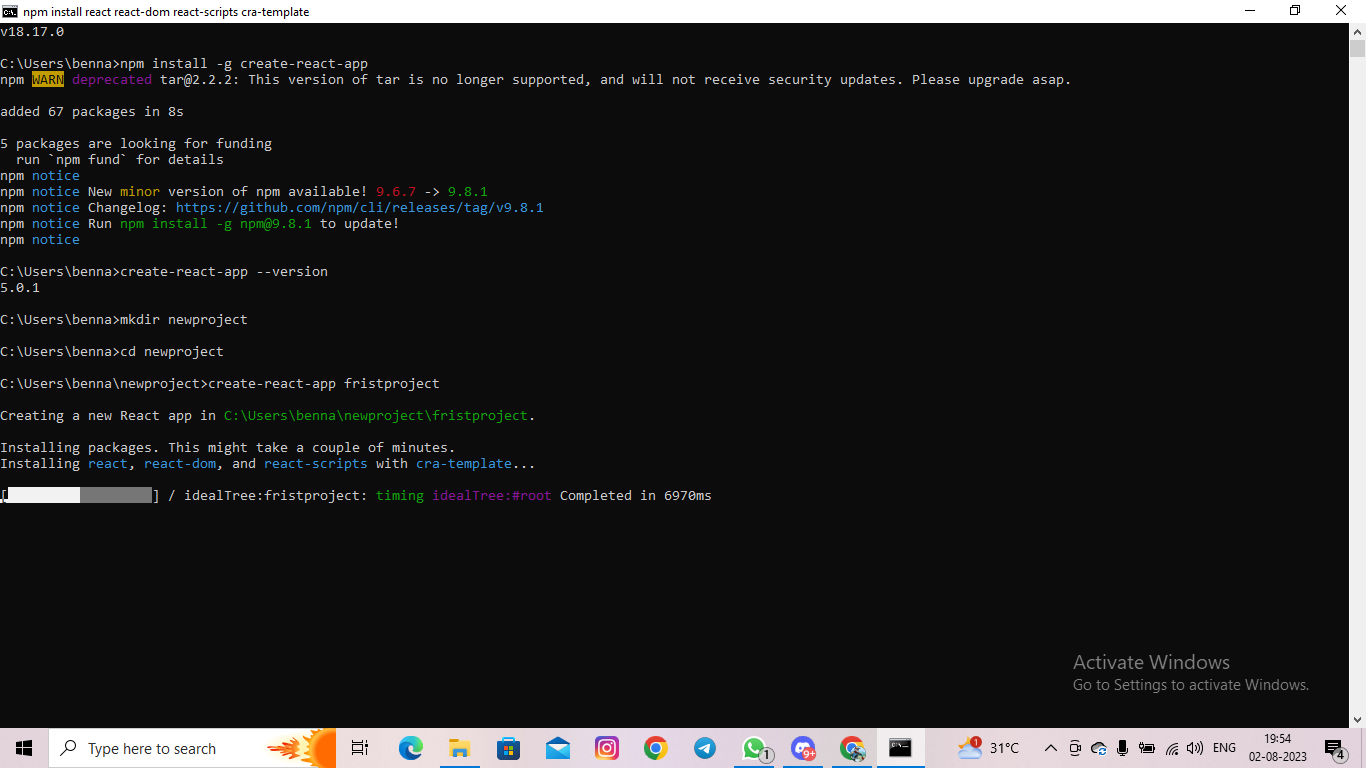 npm install react react-dom react-scripts cra-template
v18.17.0
C:\Users\benna>npm install -g create-react-app
npm WARN deprecated tar@2.2.2: This version of tar is no longer supported, and will not receive security updates. Please upgrade asap.
added 67 packages in 8s
5 packages are looking for funding
  run `npm fund` for details
npm notice
npm notice New minor version of npm available! 9.6.7 -> 9.8.1
npm notice Changelog: https://github.com/npm/cli/releases/tag/v9.8.1
npm notice Run npm install -g npm@9.8.1 to update!
npm notice
C:\Users\benna>create-react-app --version
5.0.1
C:\Users\benna>mkdir newproject
C:\Users\benna>cd newproject
C:\Users\benna\newproject>create-react-app fristproject
Creating a new React app in C:\Users\benna\newproject\fristproject.
Installing packages. This might take a couple of minutes.
Installing react, react-dom, and react-scripts with cra-template...
[ ] / idealTree:fristproject: timing idealTree:#root Completed in 6970ms
Activate Windows
Go to Settings to activate Windows.
Type here to search
1
9+
1
31°C
ENG
19:54
02-08-2023
4